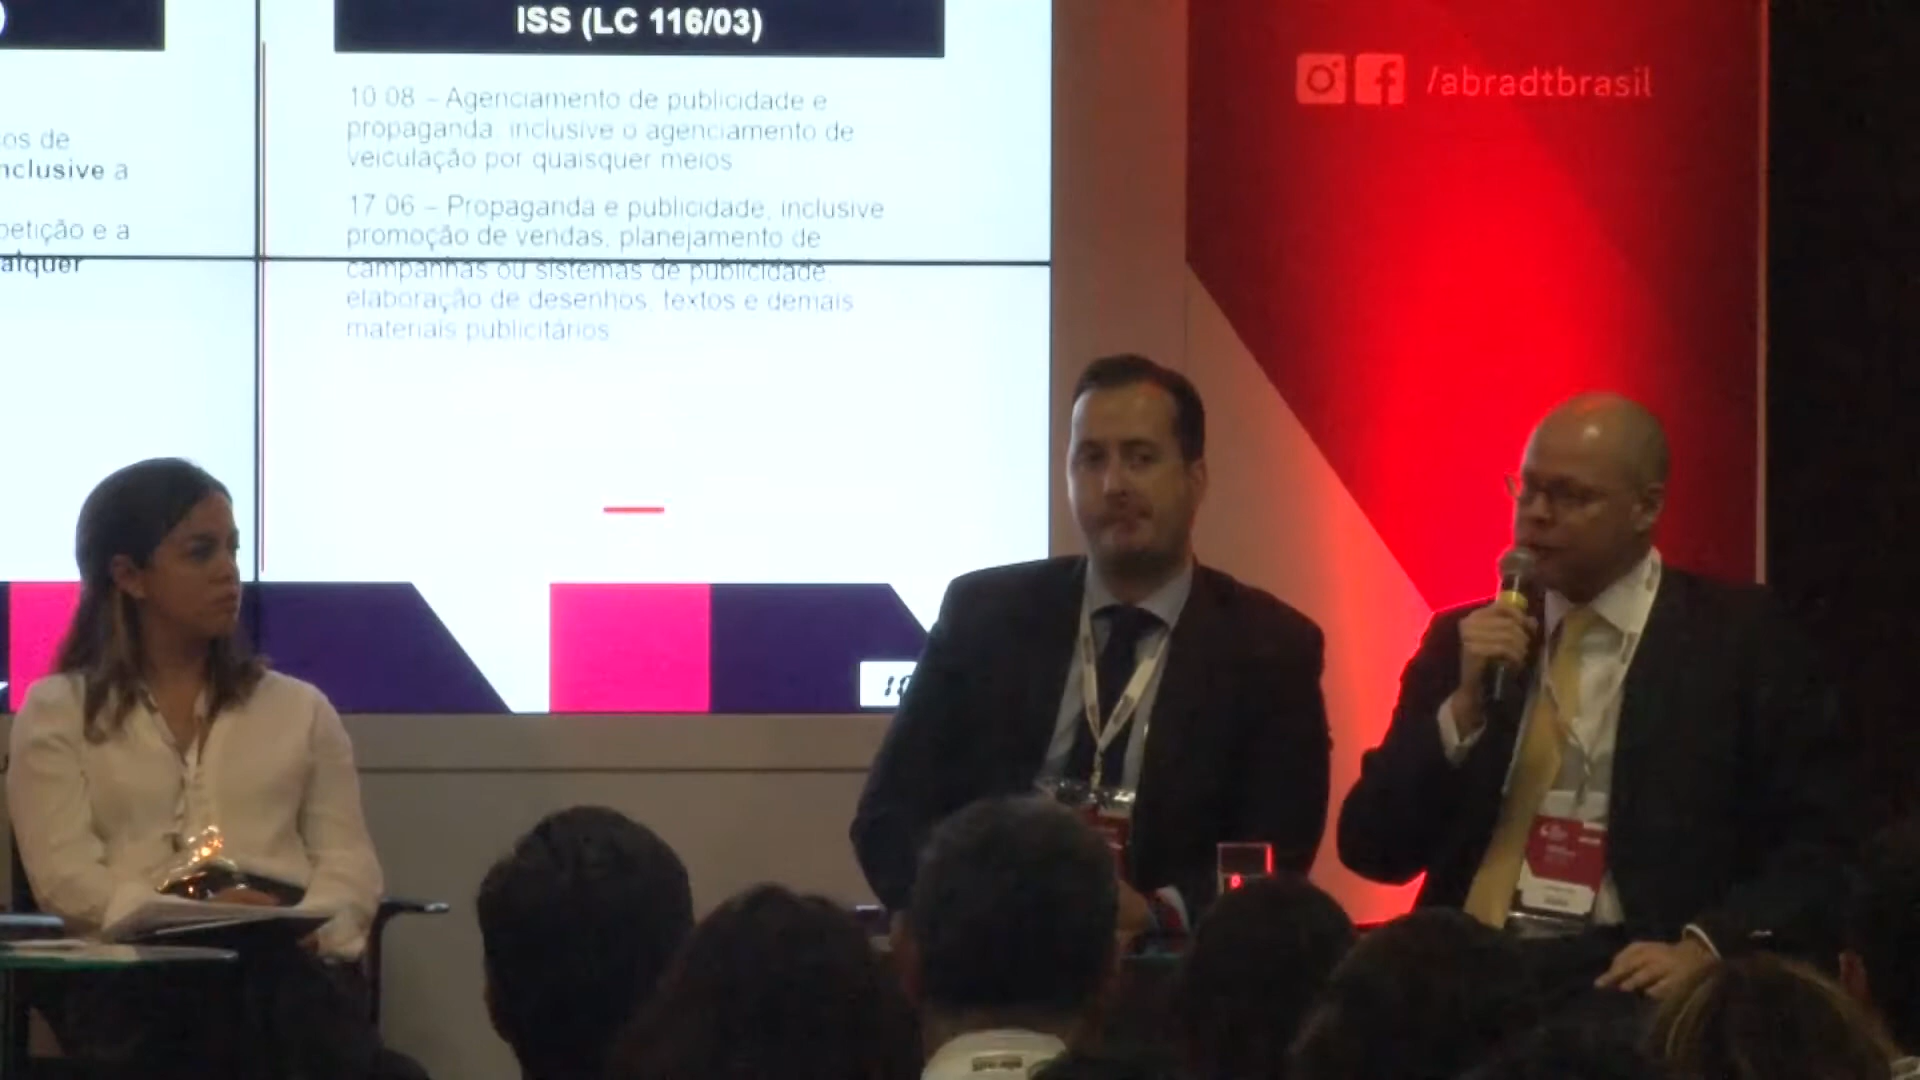 ISS (LC 116/03)
os de
nclusive a
petição e a
alquer
10 08 – Agenciamento de publicidade e
propaganda, inclusive o agenciamento de
veiculação por quaisquer meios
17 06 – Propaganda e publicidade, inclusive
promoção de vendas, planejamento de
campanhas ou sistemas de publicidade,
elaboração de desenhos, textos e demais
materiais publicitários
/abradtbrasil